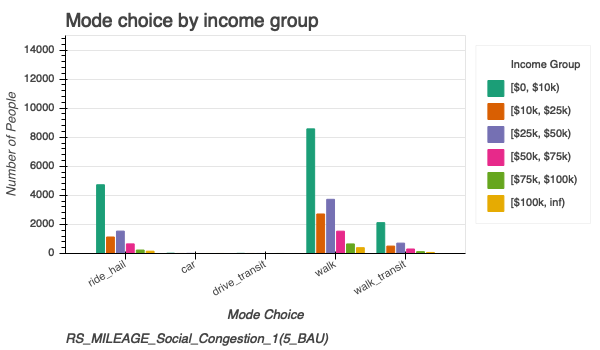 Mode choice by income group
Number of People
14000
12000
10000
8000
6000
4000
2000
0
ride_hail
car
drive_transit
walk
walk_transit
Mode Choice
RS_MILEAGE_Social_Congestion_1(5_BAU)
Income Group
[$0, $10k)
[$10k, $25k)
[$25k, $50k)
[$50k, $75k)
[$75k, $100k)
[$100k, inf)